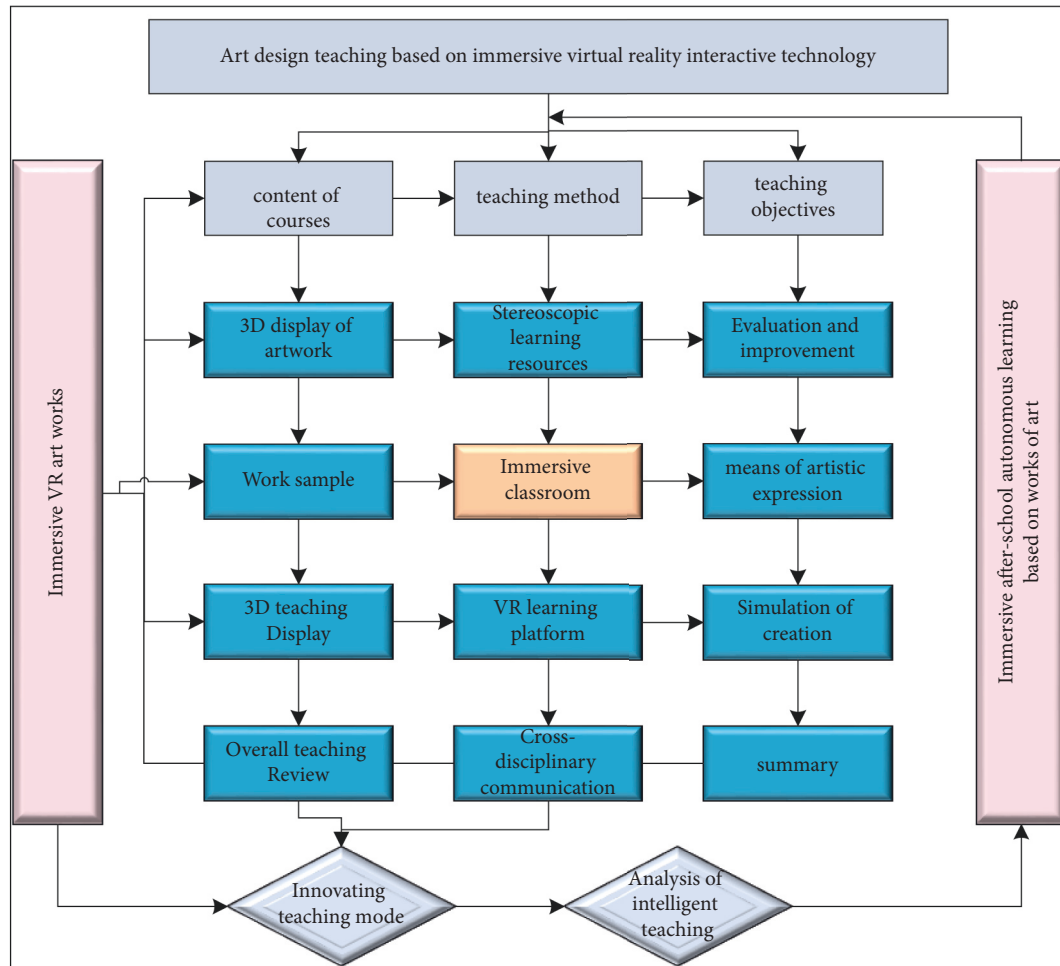 Art design teaching based on immersive virtual reality interactive technology
content of
courses
teaching method
teaching
objectives
3D display of
artwork
Stereoscopic
learning
resources
Evaluation and
improvement
Work sample
Immersive
classroom
means of artistic
expression
3D teaching
Display
VR learning
platform
Simulation of
creation
Overall teaching
Review
Cross-
disciplinary
communication
summary
Innovating
teaching mode
Analysis of
intelligent
teaching
Immersive VR art works
Immersive after-school autonomous learning
based on works of art